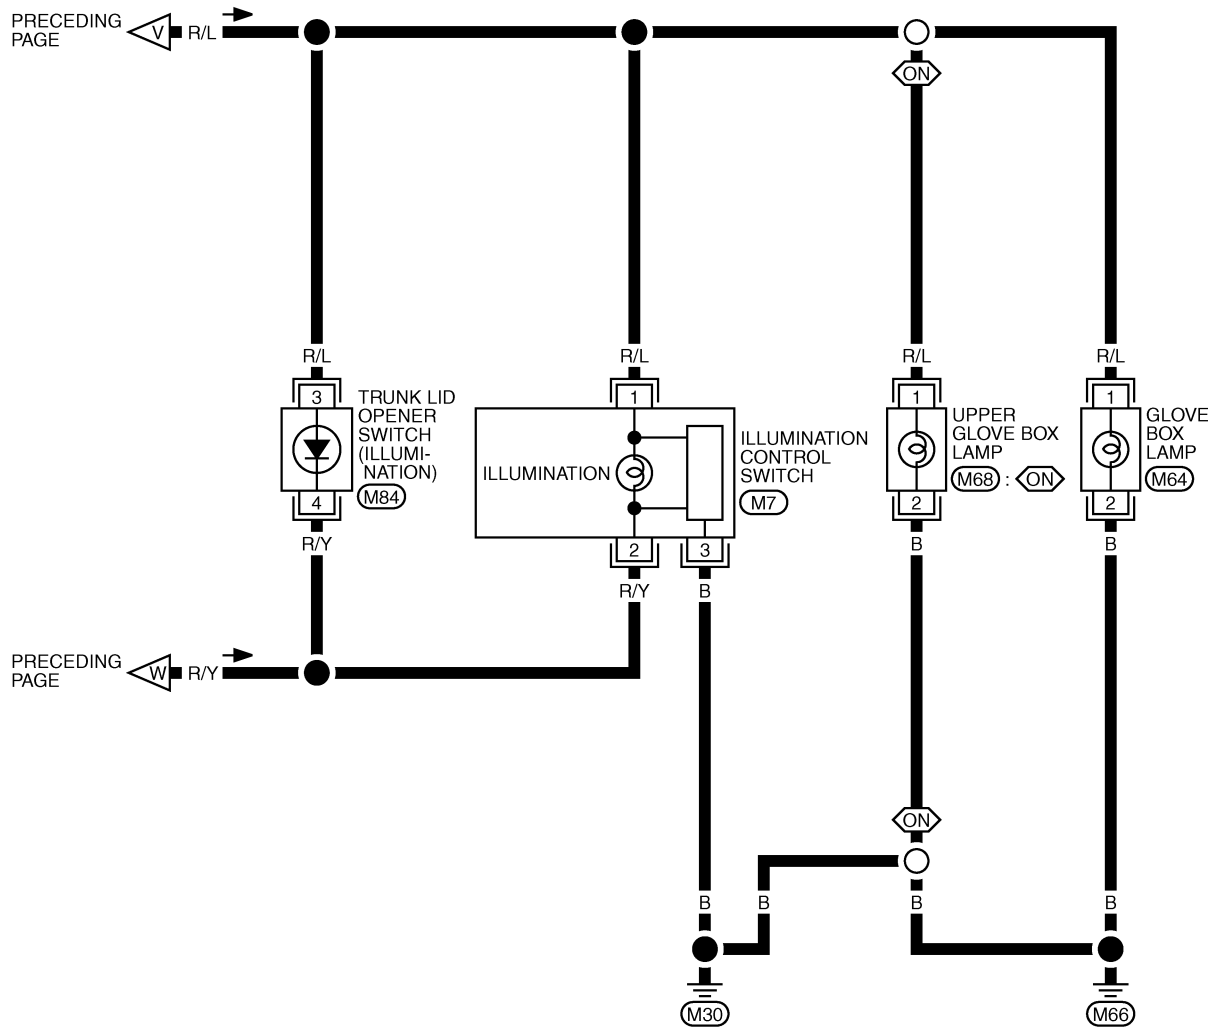 PRECEDING
PAGE
V
R/L
ON
R/L
R/L
R/L
R/L
3
1
1
1
TRUNK LID
OPENER
SWITCH
(ILLUMI-
NATION)
M84
4
R/Y
ILLUMINATION
ILLUMINATION
CONTROL
SWITCH
M7
2
3
R/Y
B
UPPER
GLOVE BOX
LAMP
M68 : ON
2
B
GLOVE
BOX
LAMP
M64
2
B
PRECEDING
PAGE
W
R/Y
ON
B
B
B
B
M30
M66